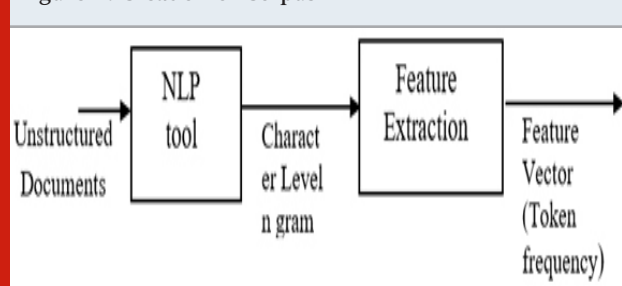 Unstructured
Documents
NLP
tool
Charact
er Level
n gram
Feature
Extraction
Feature
Vector
(Token
frequency)